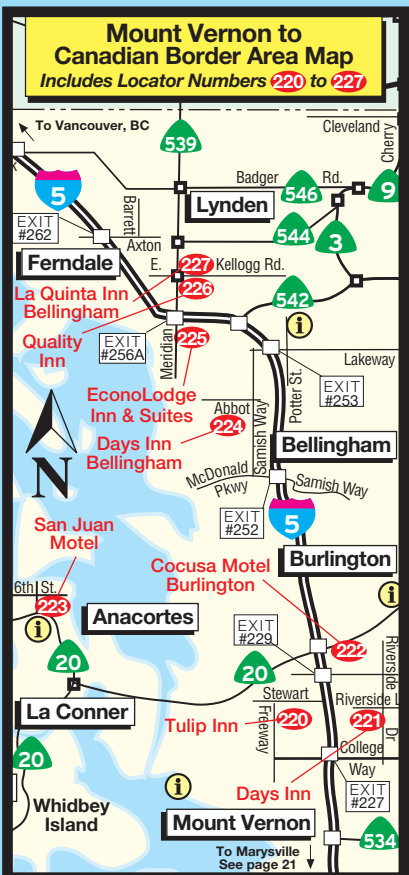 Mount Vernon to
Canadian Border Area Map
Includes Locator Numbers 220 to 227
To Vancouver, BC
539
Cleveland
Cherry
Badger Rd.
546
9
5
Lynden
EXIT
#262
Barrett
Axton
544
3
Ferndale
E. Kellogg Rd.
227
La Quinta Inn
Bellingham
226
542
Quality
Inn
EXIT
#256A
Meridian
225
i
Lakeway
EXIT
#253
Potter St.
EconoLodge
Inn & Suites
Abbot
224
Samish Way
Days Inn
Bellingham
Bellingham
N
McDonald
Pkwy
Samish Way
EXIT
#252
5
San Juan
Motel
Burlington
Cocusa Motel
Burlington
6th St.
223
i
i
Anacortes
EXIT
#229
222
Riverside
20
20
Stewart
Riverside L
La Conner
Freeway
220
221
Tulip Inn
Dr
College
Way
20
i
Days Inn
EXIT
#227
Whidbey
Island
Mount Vernon
534
To Marysville
See page 21